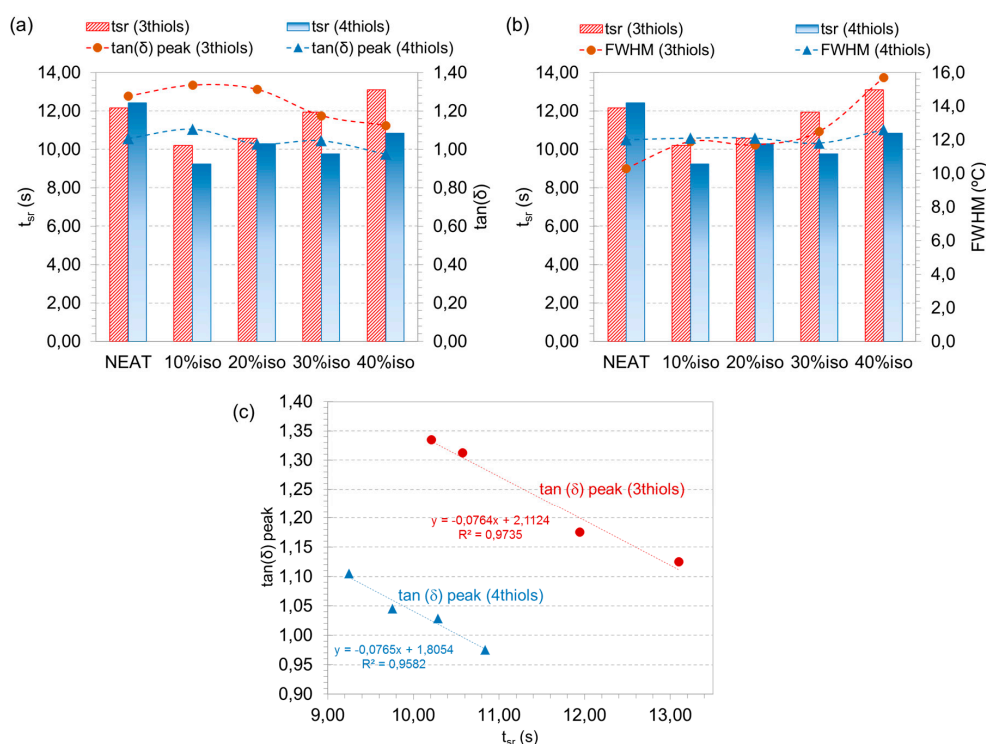 (a)
tsr (3thiols)
tsr (4thiols)
tan(δ) peak (3thiols)
tan(δ) peak (4thiols)
14,00
12,00
10,00
8,00
6,00
4,00
2,00
0,00
tsr (s)
1,40
1,20
1,00
0,80
0,60
0,40
0,20
0,00
tan(δ)
NEAT 10%iso 20%iso 30%iso 40%iso
(b)
tsr (3thiols)
tsr (4thiols)
FWHM (3thiols)
FWHM (4thiols)
14,00
12,00
10,00
8,00
6,00
4,00
2,00
0,00
tsr (s)
16,0
14,0
12,0
10,0
8,0
6,0
4,0
2,0
0,0
FWHM (ºC)
NEAT 10%iso 20%iso 30%iso 40%iso
(c)
1,40
1,35
1,30
1,25
1,20
1,15
1,10
1,05
1,00
0,95
0,90
tan(δ) peak
tan (δ) peak (3thiols)
y = -0,0764x + 2,1124
R² = 0,9735
tan (δ) peak (4thiols)
y = -0,0765x + 1,8054
R² = 0,9582
9,00 10,00 11,00 12,00 13,00
tsr (s)